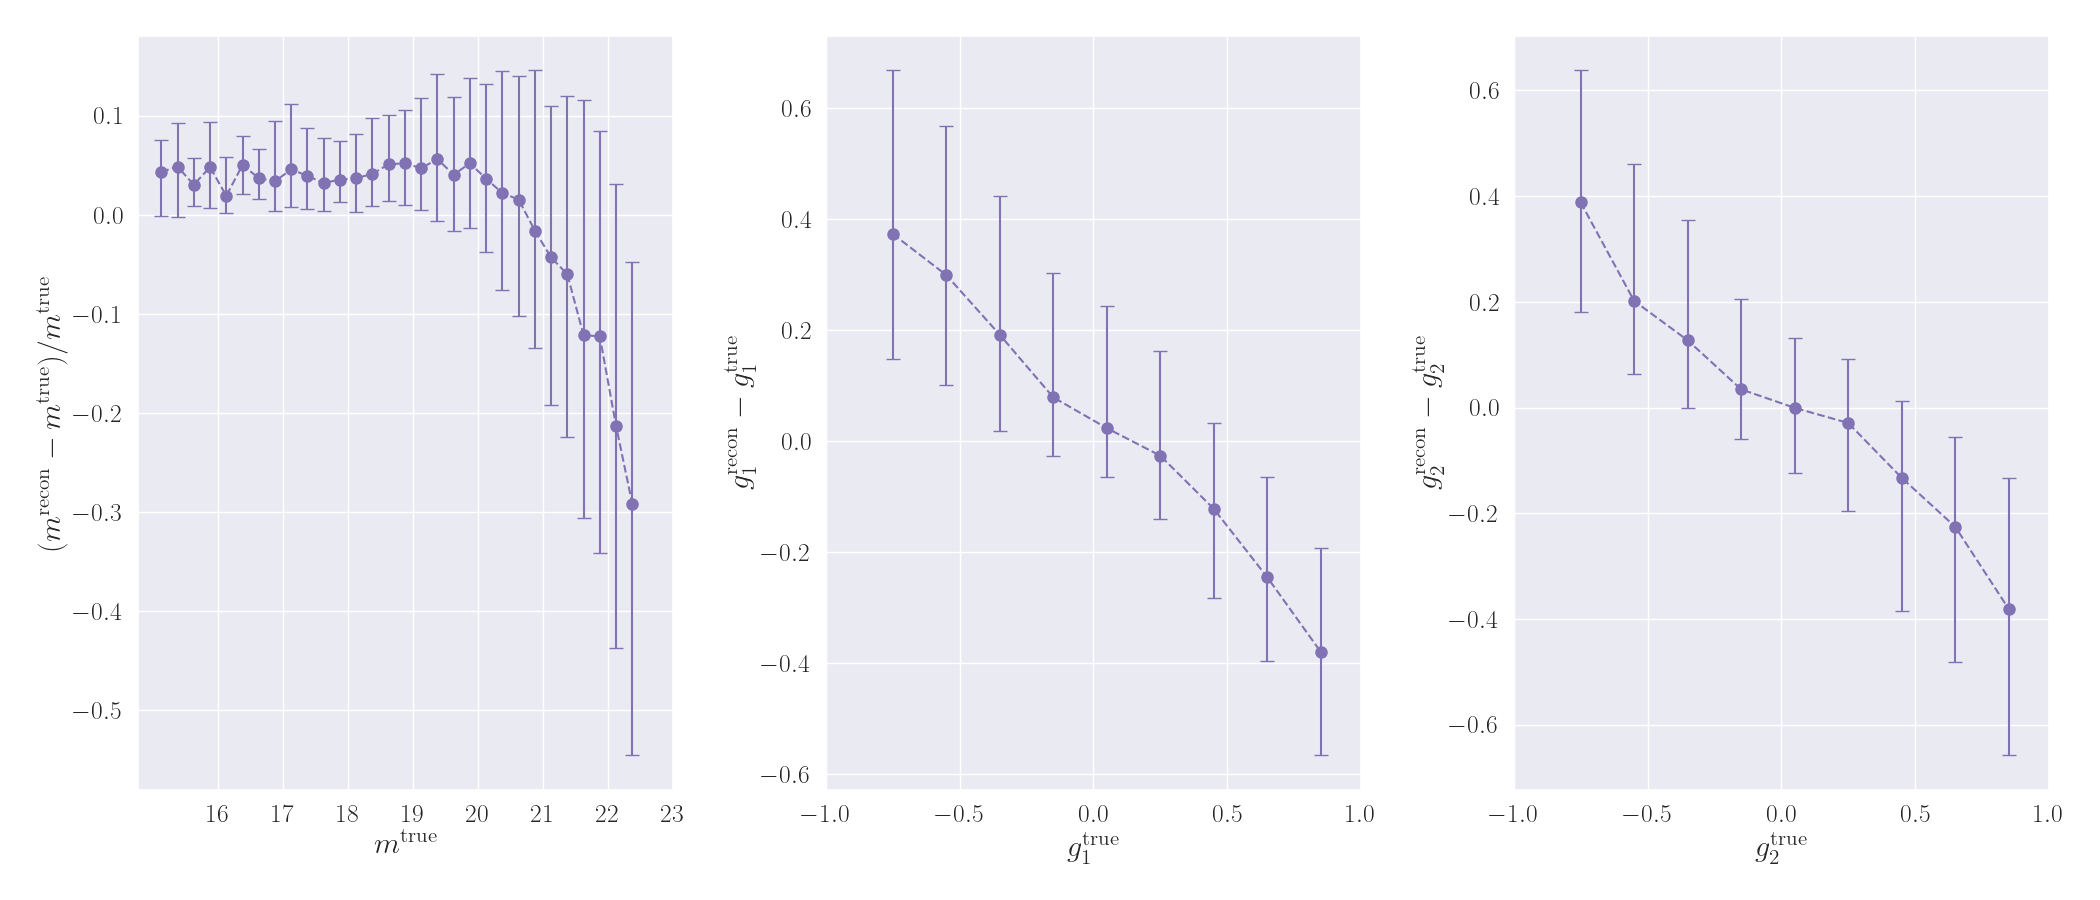 (m^recon − m^true)/m^true
0.1
0.0
−0.1
−0.2
−0.3
−0.4
−0.5
16 17 18 19 20 21 22 23
m^true
g_1^recon − g_1^true
0.6
0.4
0.2
0.0
−0.2
−0.4
−0.6
−1.0 −0.5 0.0 0.5 1.0
g_1^true
g_2^recon − g_2^true
0.6
0.4
0.2
0.0
−0.2
−0.4
−0.6
−1.0 −0.5 0.0 0.5 1.0
g_2^true